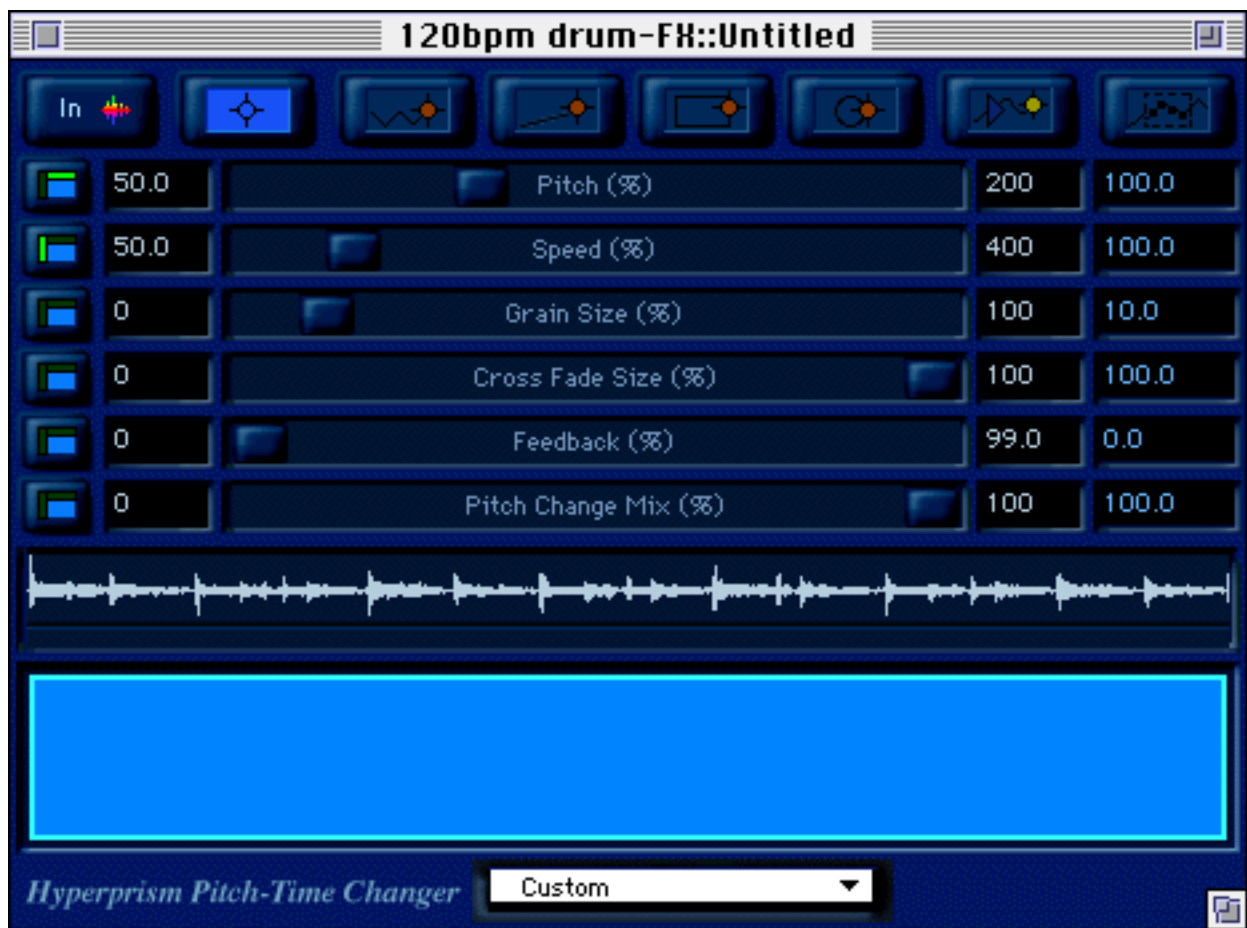 120bpm drum-FX::Untitled
In
50.0 Pitch (%) 200 100.0
50.0 Speed (%) 400 100.0
0 Grain Size (%) 100 10.0
0 Cross Fade Size (%) 100 100.0
0 Feedback (%) 99.0 0.0
0 Pitch Change Mix (%) 100 100.0
Hyperprism Pitch-Time Changer Custom